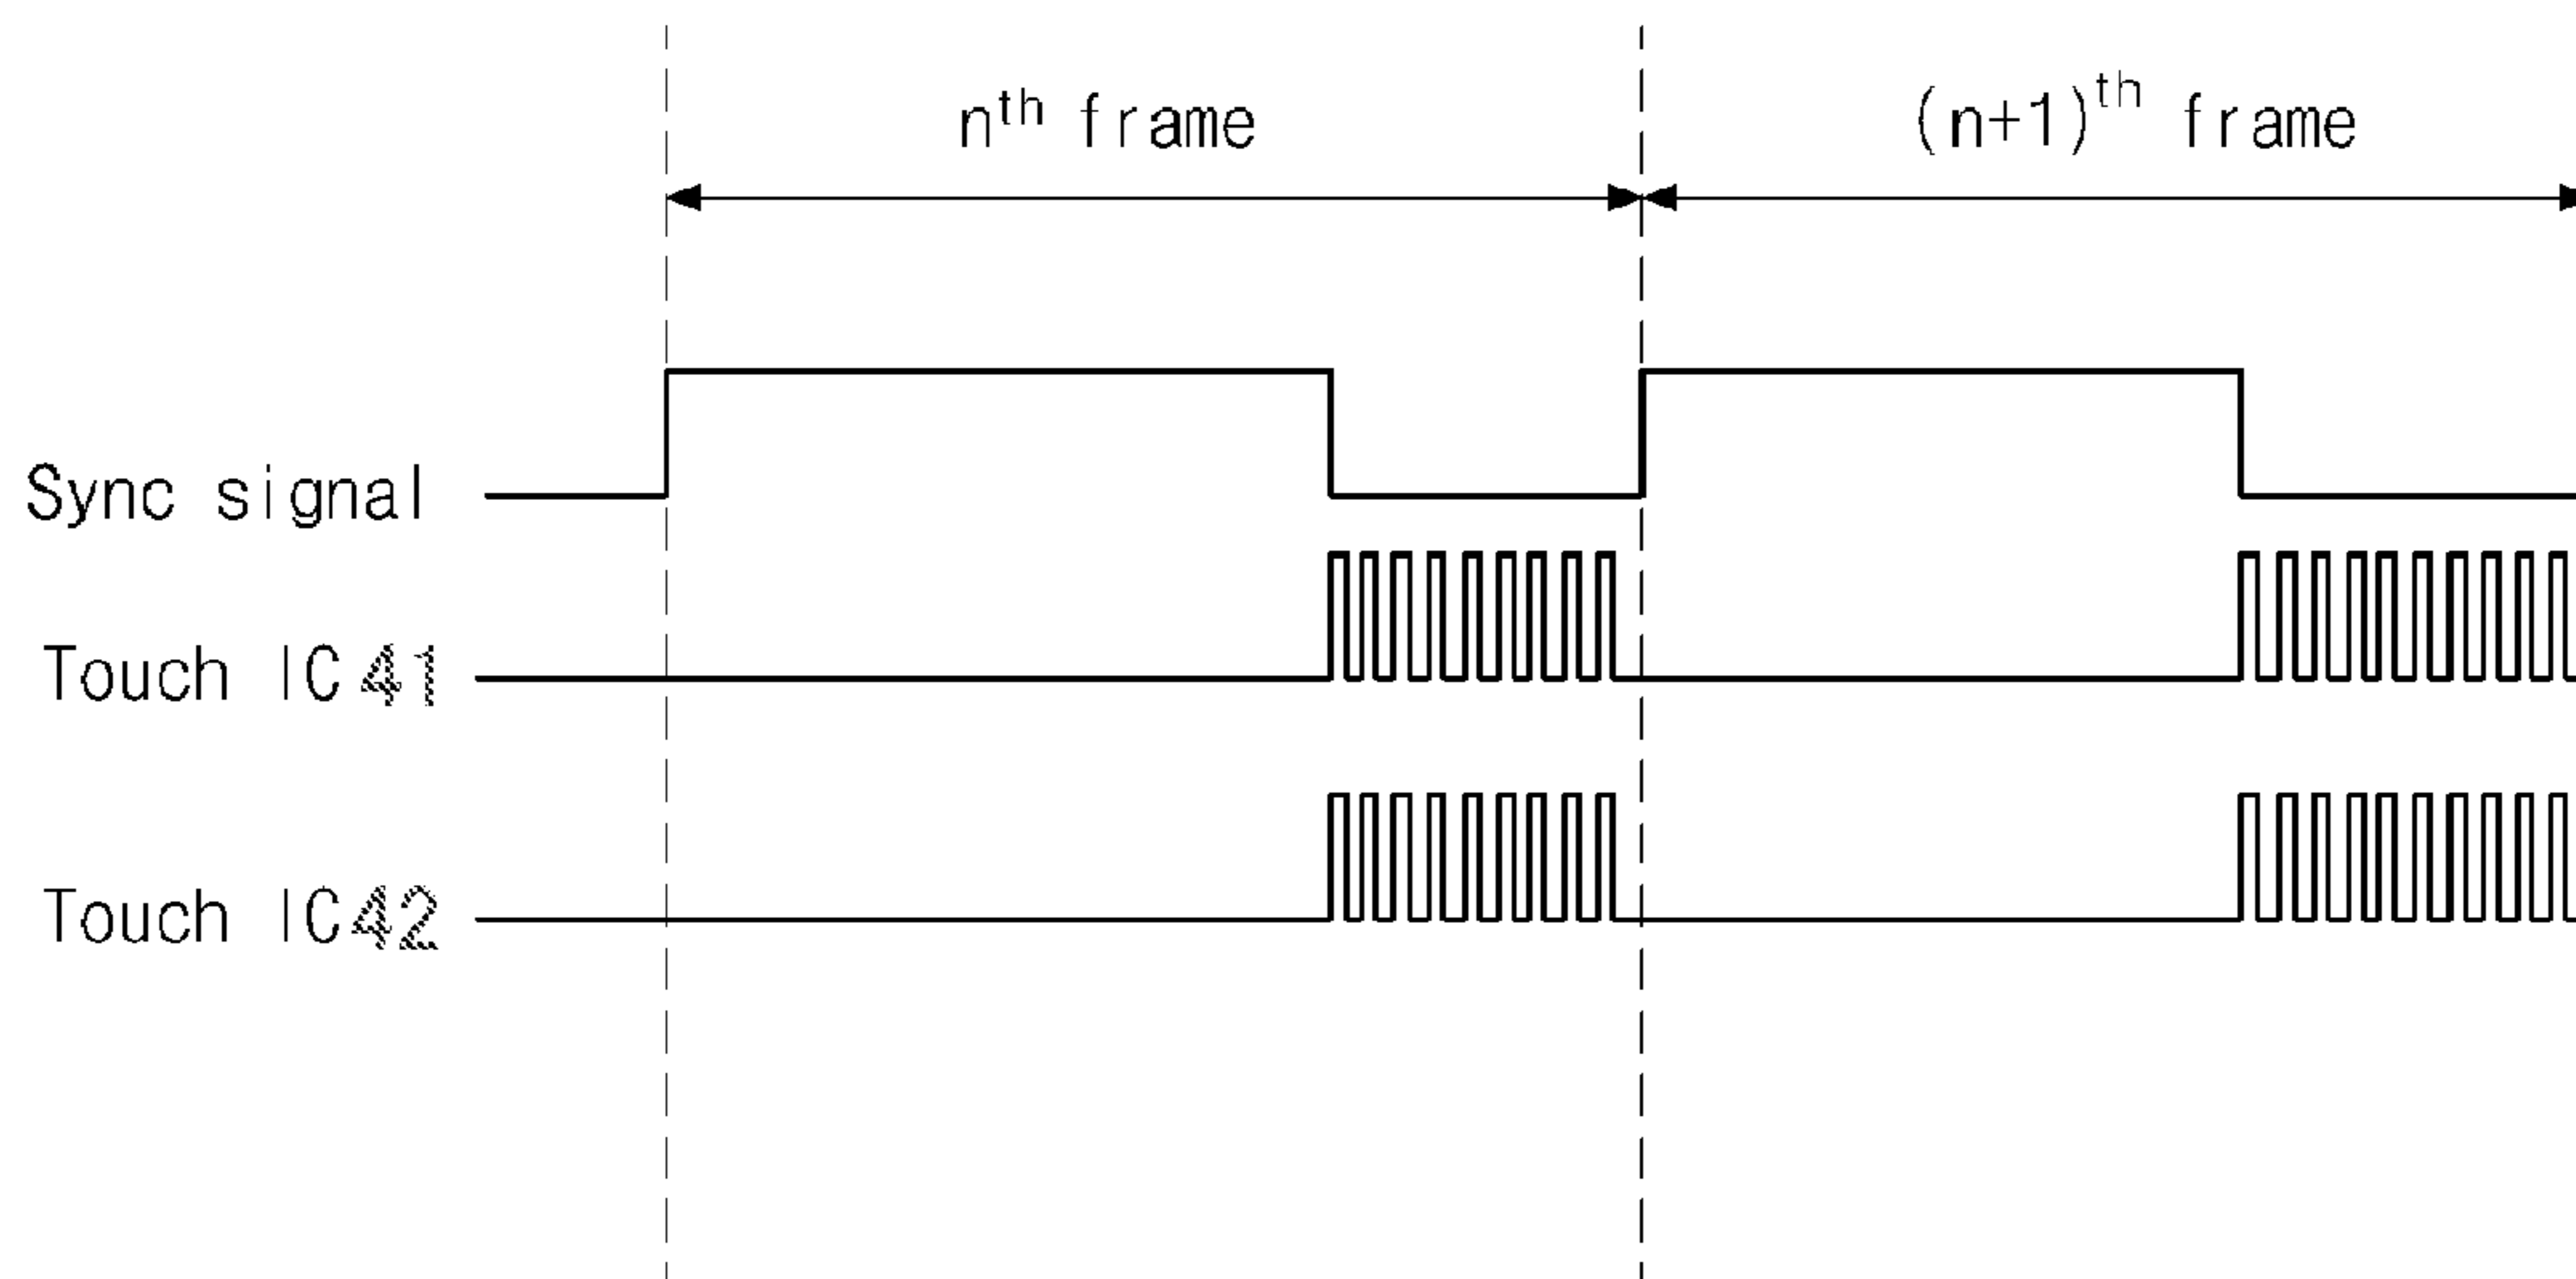 nᵗʰ frame
(n+1)ᵗʰ frame
Sync signal
Touch IC41
Touch IC42